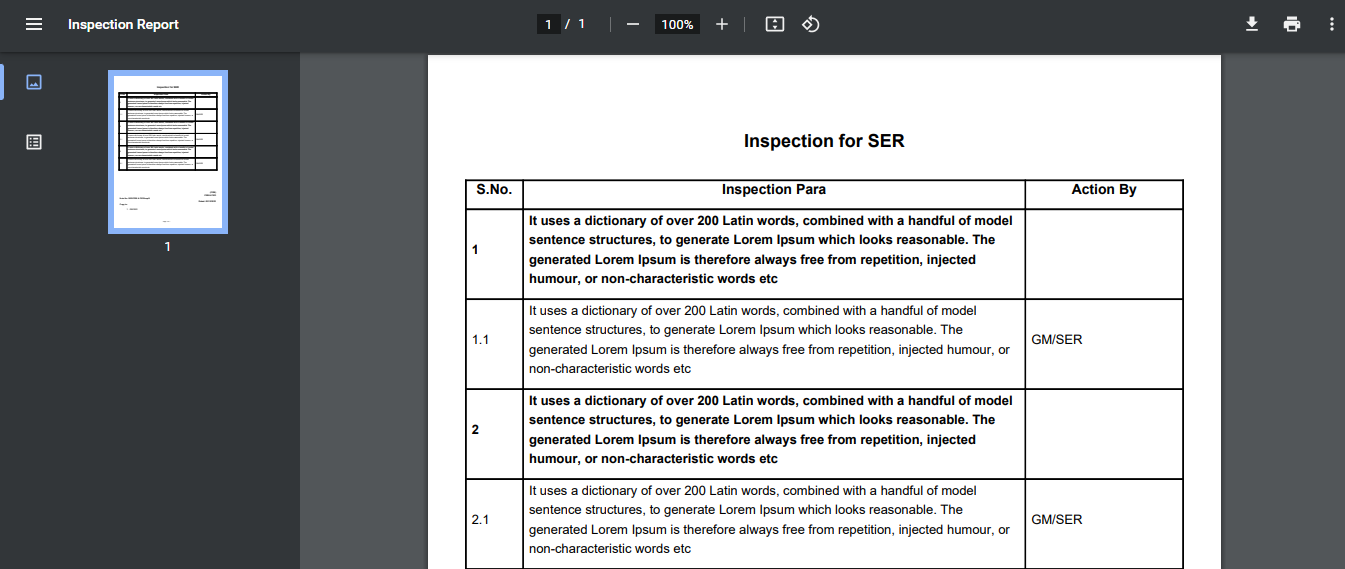 Inspection Report
1 / 1
100%
1
Inspection for SER
S.No. Inspection Para Action By
1
It uses a dictionary of over 200 Latin words, combined with a handful of model
sentence structures, to generate Lorem Ipsum which looks reasonable. The
generated Lorem Ipsum is therefore always free from repetition, injected
humour, or non-characteristic words etc
1.1
It uses a dictionary of over 200 Latin words, combined with a handful of model
sentence structures, to generate Lorem Ipsum which looks reasonable. The
generated Lorem Ipsum is therefore always free from repetition, injected humour, or
non-characteristic words etc
GM/SER
2
It uses a dictionary of over 200 Latin words, combined with a handful of model
sentence structures, to generate Lorem Ipsum which looks reasonable. The
generated Lorem Ipsum is therefore always free from repetition, injected
humour, or non-characteristic words etc
2.1
It uses a dictionary of over 200 Latin words, combined with a handful of model
sentence structures, to generate Lorem Ipsum which looks reasonable. The
generated Lorem Ipsum is therefore always free from repetition, injected humour, or
non-characteristic words etc
GM/SER